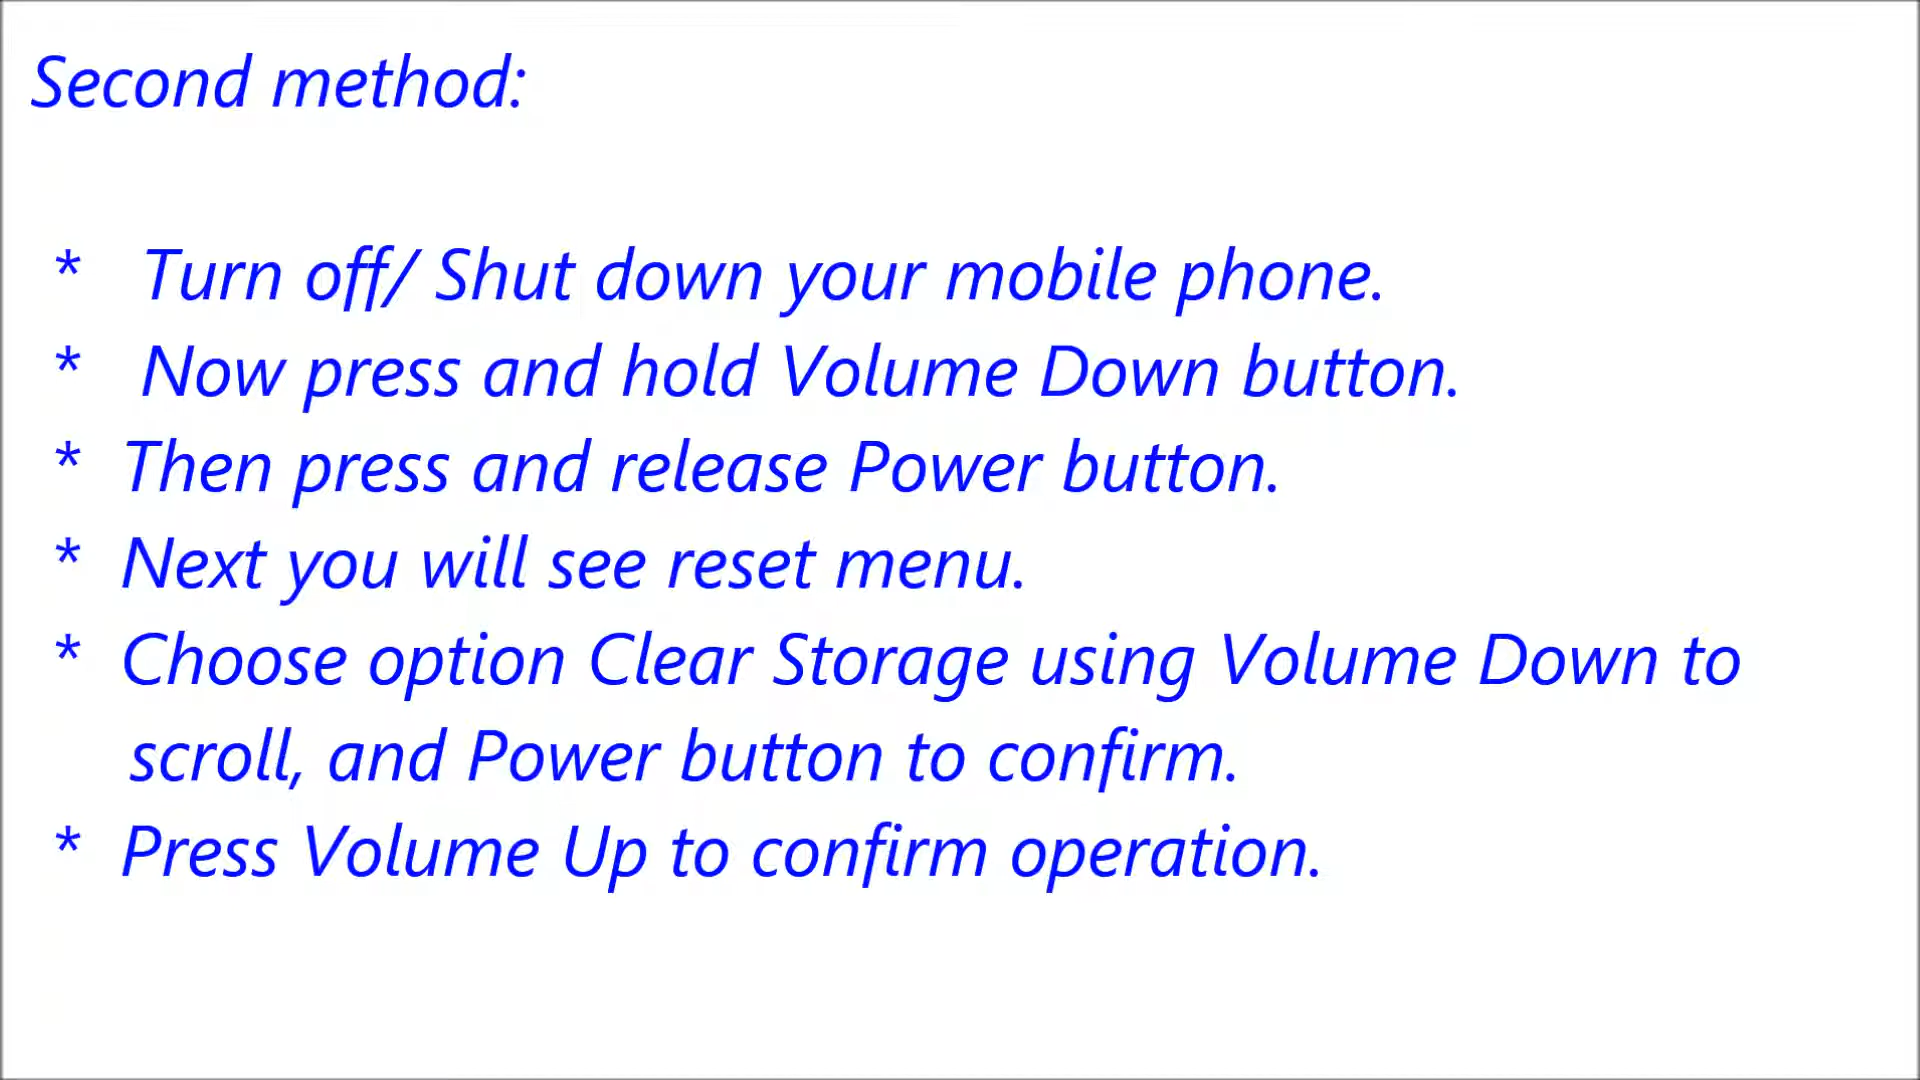 Second method:
* Turn off/ Shut down your mobile phone.
* Now press and hold Volume Down button.
* Then press and release Power button.
* Next you will see reset menu.
* Choose option Clear Storage using Volume Down to
scroll, and Power button to confirm.
* Press Volume Up to confirm operation.